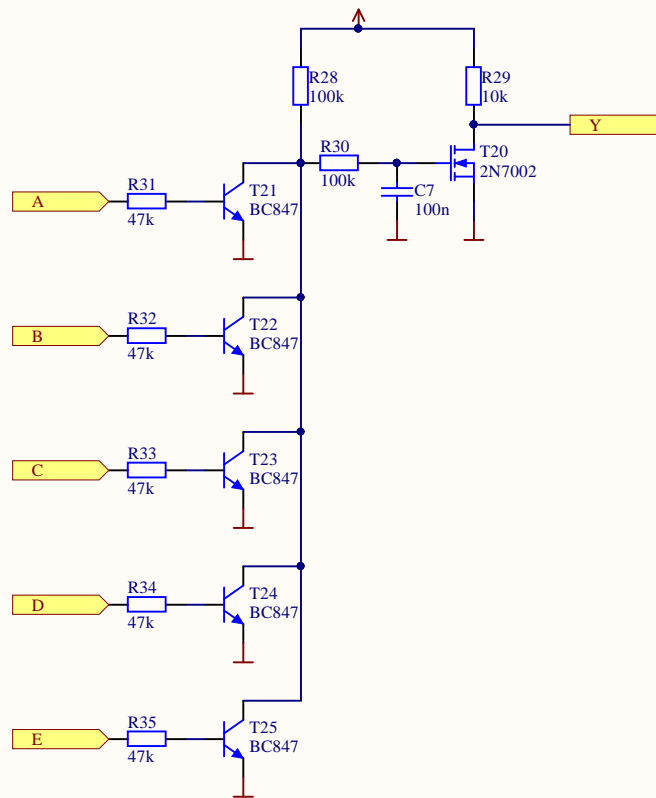 R28
100k
R29
10k
Y
R30
100k
T20
2N7002
C7
100n
A
R31
47k
T21
BC847
B
R32
47k
T22
BC847
C
R33
47k
T23
BC847
D
R34
47k
T24
BC847
E
R35
47k
T25
BC847